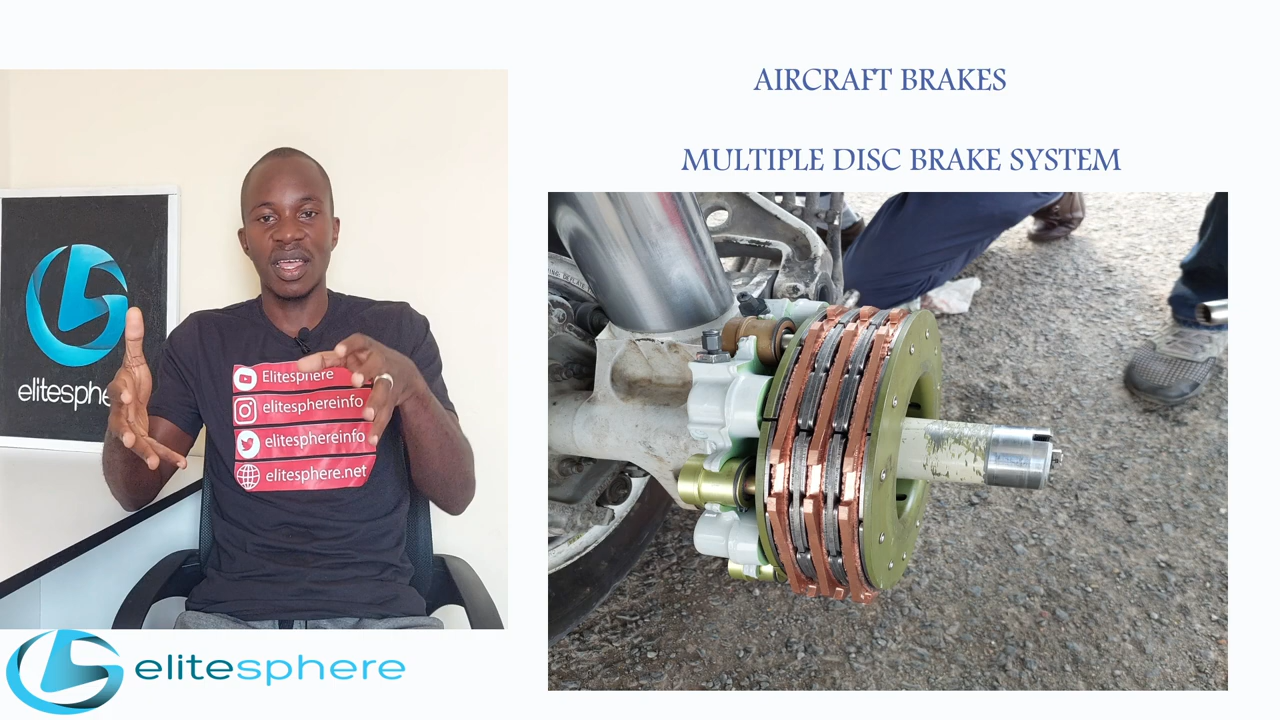 AIRCRAFT BRAKES
MULTIPLE DISC BRAKE SYSTEM
elitesphe
Elitesphere
elitesphereinfo
elitesphereinfo
elitesphere.net
elitesphere